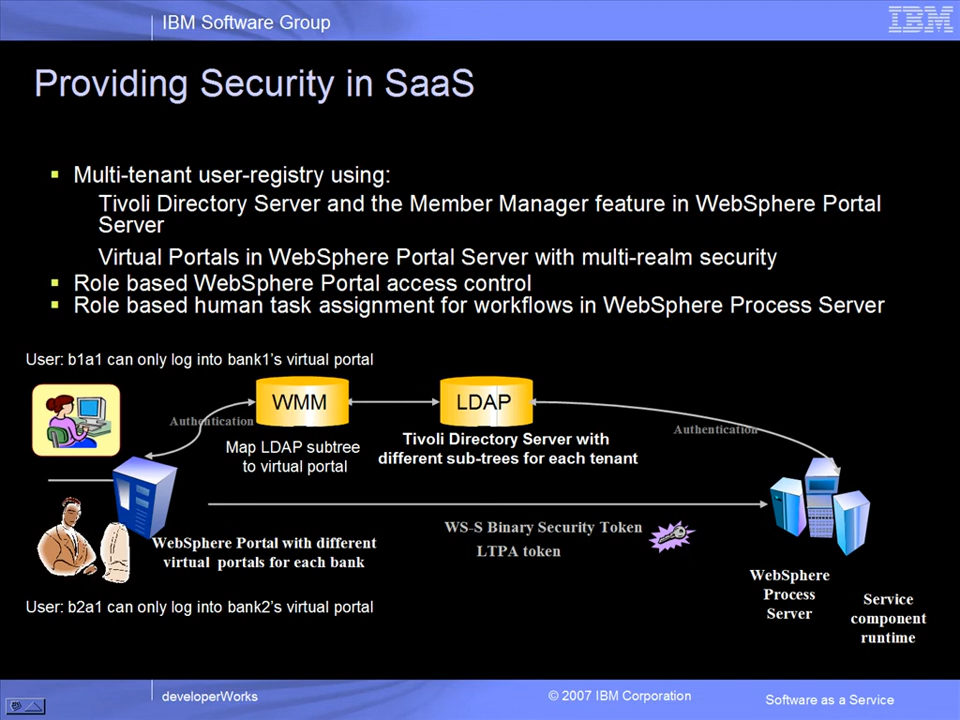 IBM Software Group
IBM
Providing Security in SaaS
Multi-tenant user-registry using:
Tivoli Directory Server and the Member Manager feature in WebSphere Portal
Server
Virtual Portals in WebSphere Portal Server with multi-realm security
Role based WebSphere Portal access control
Role based human task assignment for workflows in WebSphere Process Server
User: b1a1 can only log into bank1's virtual portal
WMM
LDAP
Authentication
Authentication
Map LDAP subtree
to virtual portal
Tivoli Directory Server with
different sub-trees for each tenant
WS-S Binary Security Token
LTPA token
WebSphere Portal with different
virtual portals for each bank
WebSphere
Process
Server
Service
component
runtime
User: b2a1 can only log into bank2's virtual portal
developerWorks
© 2007 IBM Corporation
Software as a Service